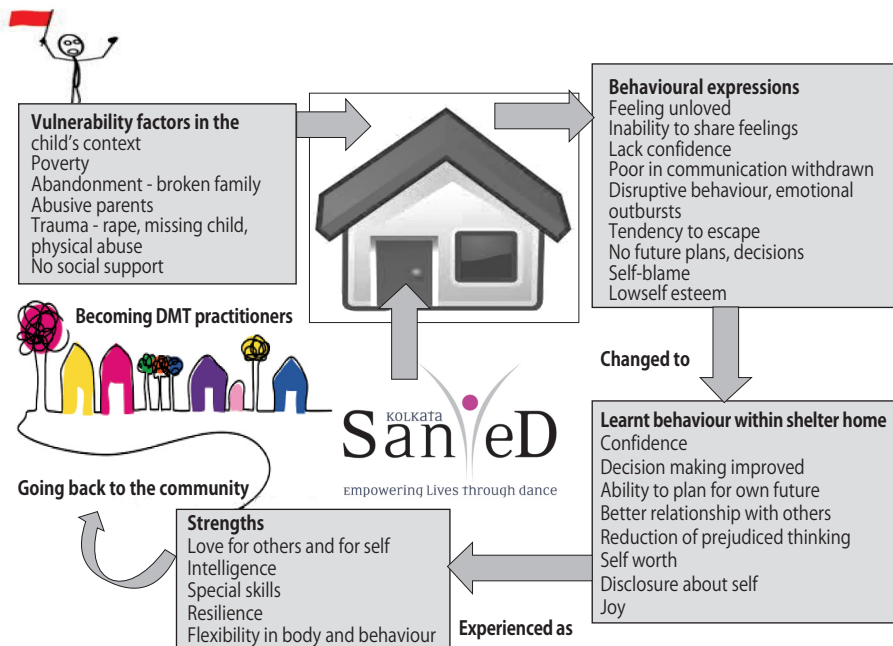 Vulnerability factors in the
child's context
Poverty
Abandonment - broken family
Abusive parents
Trauma - rape, missing child,
physical abuse
No social support
Behavioural expressions
Feeling unloved
Inability to share feelings
Lack confidence
Poor in communication withdrawn
Disruptive behaviour, emotional
outbursts
Tendency to escape
No future plans, decisions
Self-blame
Lowself esteem
Becoming DMT practitioners
Changed to
KOLKATA
SanVeD
Empowering Lives Through dance
Learnt behaviour within shelter home
Confidence
Decision making improved
Ability to plan for own future
Better relationship with others
Reduction of prejudiced thinking
Self worth
Disclosure about self
Joy
Going back to the community
Strengths
Love for others and for self
Intelligence
Special skills
Resilience
Flexibility in body and behaviour
Experienced as